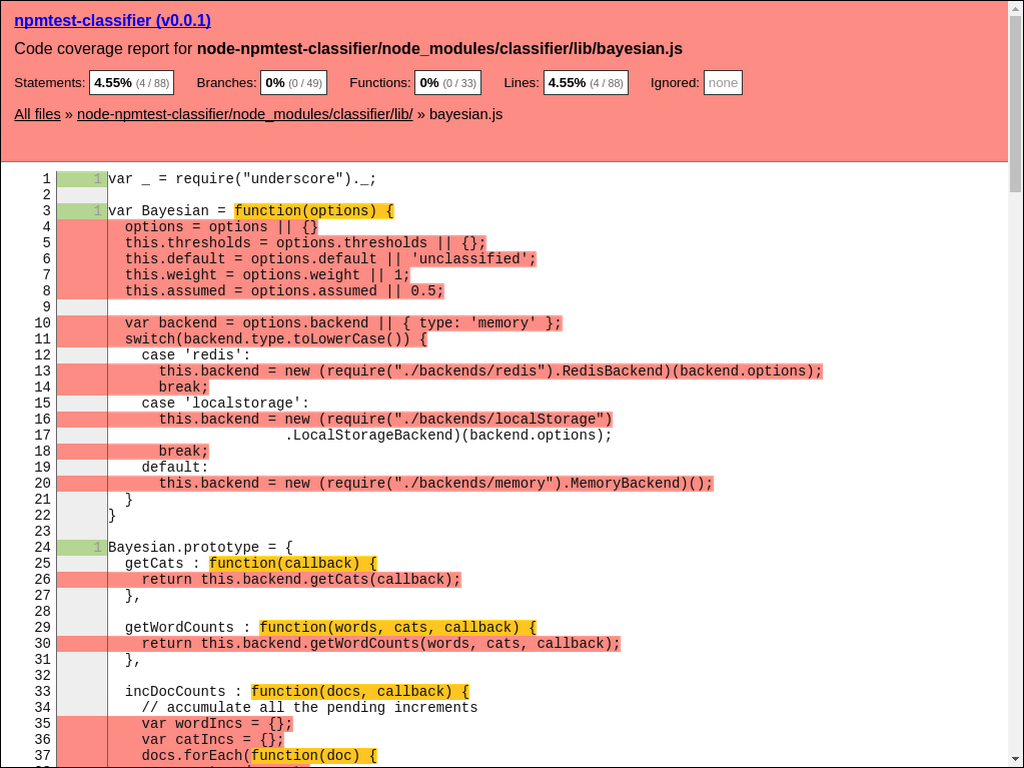 npmtest-classifier (v0.0.1)
Code coverage report for node-npmtest-classifier/node_modules/classifier/lib/bayesian.js
Statements: 4.55% (4 / 88) Branches: 0% (0 / 49) Functions: 0% (0 / 33) Lines: 4.55% (4 / 88) Ignored: none
All files » node-npmtest-classifier/node_modules/classifier/lib/ » bayesian.js
1 1 var _ = require("underscore")._;
2
3 1 var Bayesian = function(options) {
4 options = options || {}
5 this.thresholds = options.thresholds || {};
6 this.default = options.default || 'unclassified';
7 this.weight = options.weight || 1;
8 this.assumed = options.assumed || 0.5;
9
10 var backend = options.backend || { type: 'memory' };
11 switch(backend.type.toLowerCase()) {
12 case 'redis':
13 this.backend = new (require("./backends/redis").RedisBackend)(backend.options);
14 break;
15 case 'localstorage':
16 this.backend = new (require("./backends/localStorage")
17 .LocalStorageBackend)(backend.options);
18 break;
19 default:
20 this.backend = new (require("./backends/memory").MemoryBackend)();
21 }
22 }
23
24 1 Bayesian.prototype = {
25 getCats : function(callback) {
26 return this.backend.getCats(callback);
27 },
28
29 getWordCounts : function(words, cats, callback) {
30 return this.backend.getWordCounts(words, cats, callback);
31 },
32
33 incDocCounts : function(docs, callback) {
34 // accumulate all the pending increments
35 var wordIncs = {};
36 var catIncs = {};
37 docs.forEach(function(doc) {